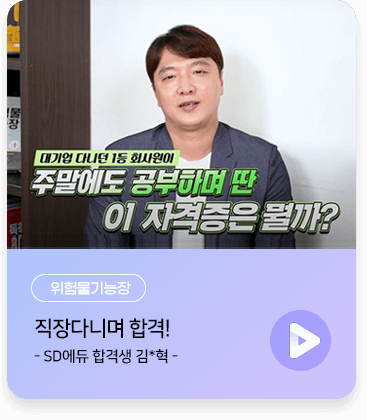 대기업 다니던 1등 회사원이
주말에도 공부하며 딴
이 자격증은 뭘까?
위험물기능장
직장다니며 합격!
- SD에듀 합격생 김*혁 -